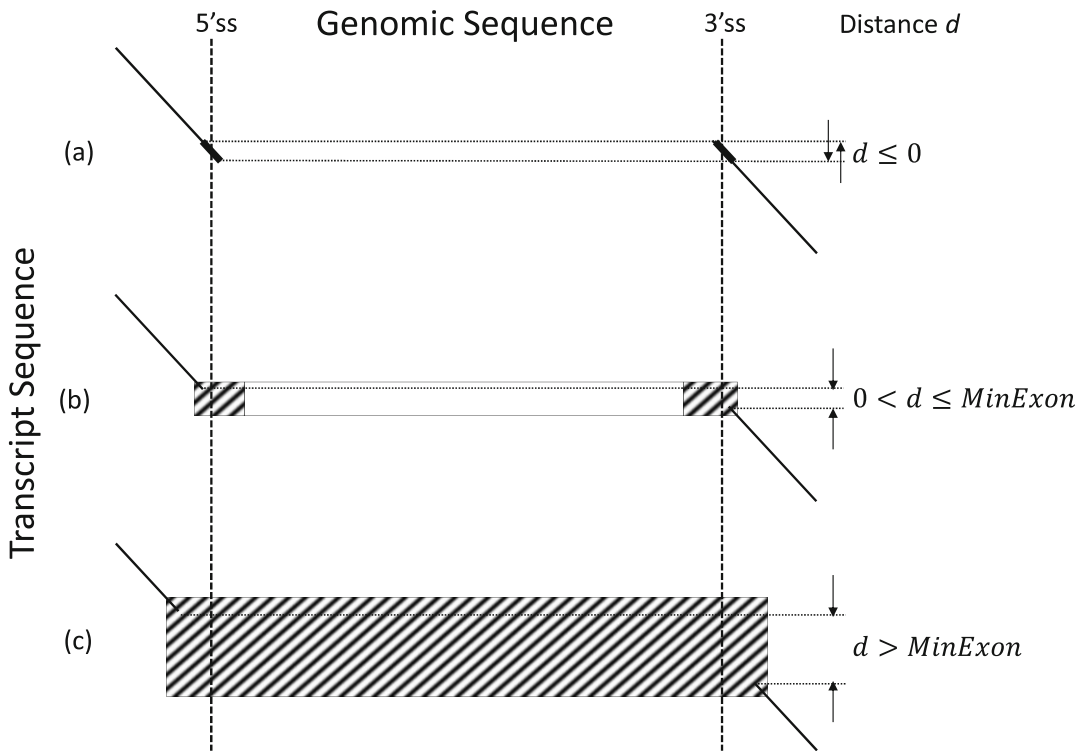 5’ss Genomic Sequence 3’ss Distance d
(a) d ≤ 0
Transcript Sequence
(b) 0 < d ≤ MinExon
(c) d > MinExon